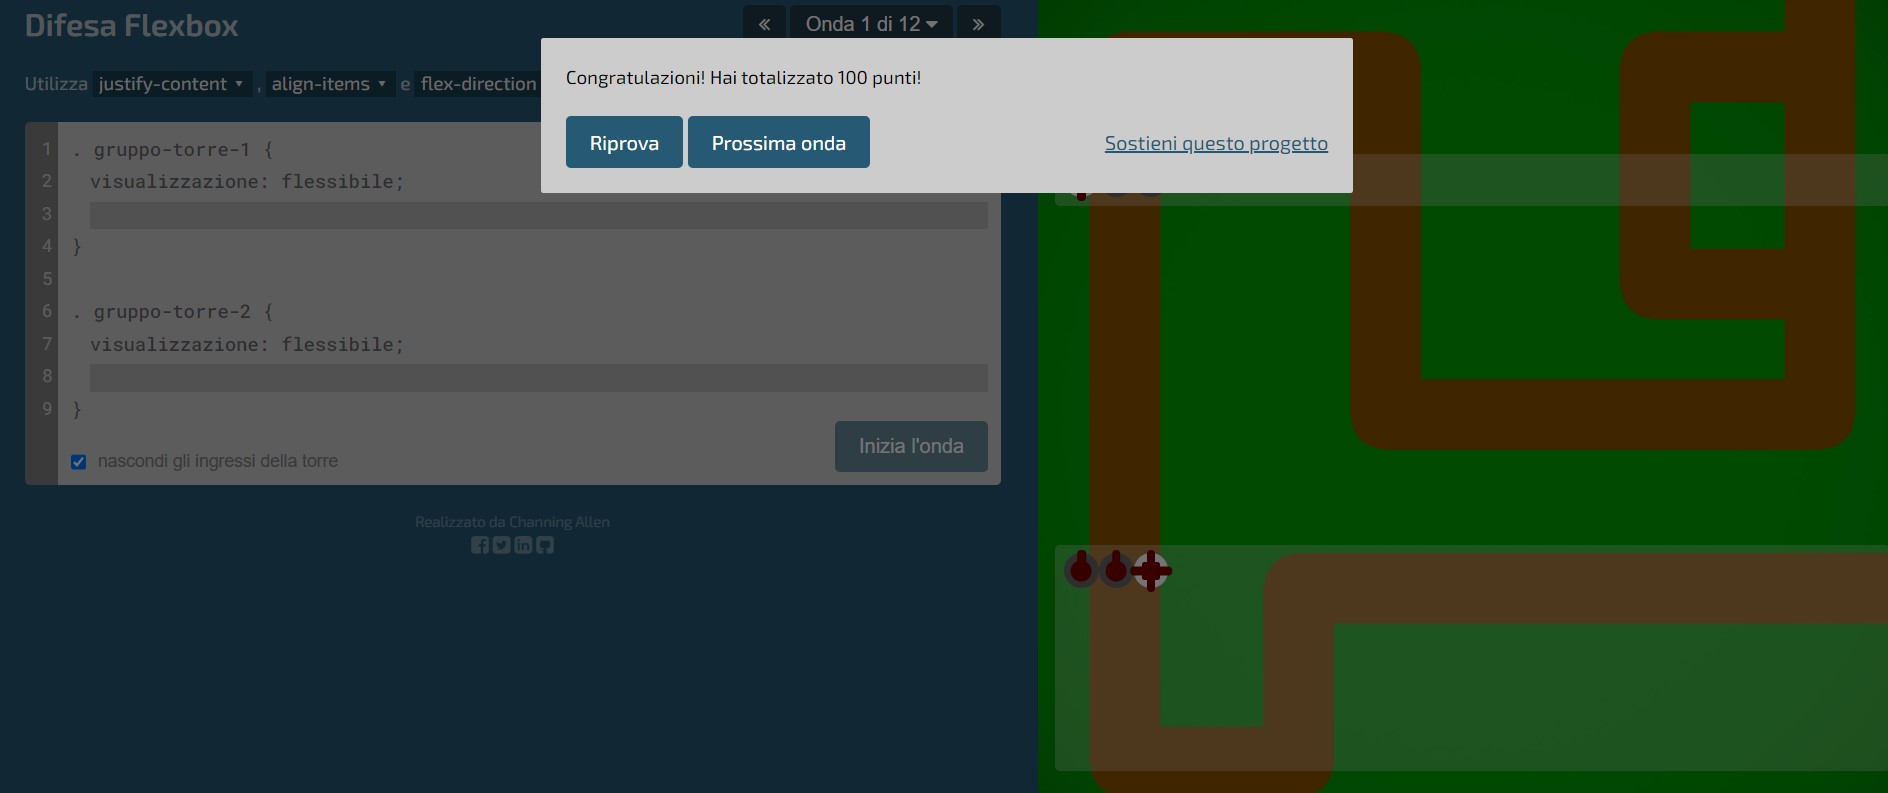 Difesa Flexbox
« Onda 1 di 12 »
Congratulazioni! Hai totalizzato 100 punti!
Riprova Prossima onda Sostieni questo progetto
Utilizza justify-content , align-items e flex-direction
1 . gruppo-torre-1 {
2 visualizzazione: flessibile;
3
4 }
5
6 . gruppo-torre-2 {
7 visualizzazione: flessibile;
8
9 }
nascondi gli ingressi della torre
Inizia l'onda
Realizzato da Channing Allen